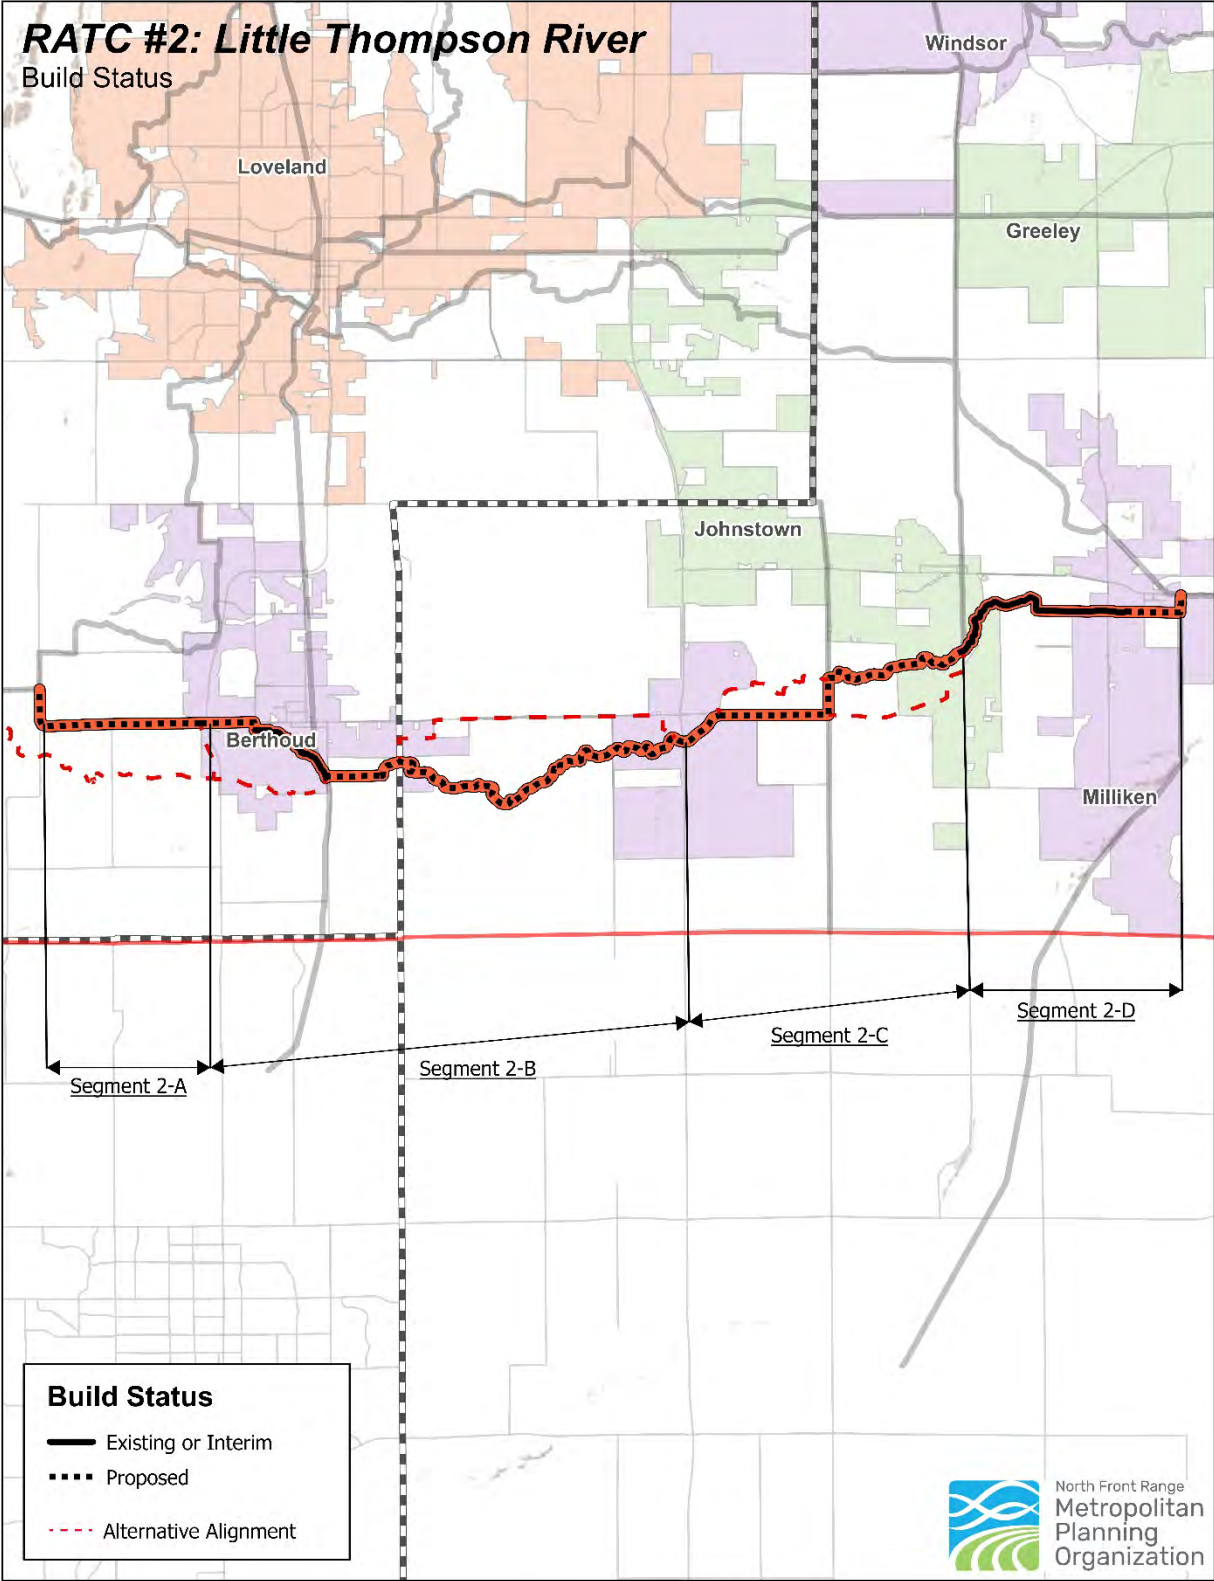 RATC #2: Little Thompson River
Build Status
Windsor
Loveland
Greeley
Johnstown
Berthoud
Milliken
Segment 2-D
Segment 2-C
Segment 2-B
Segment 2-A
Build Status
Existing or Interim
Proposed
Alternative Alignment
North Front Range
Metropolitan
Planning
Organization